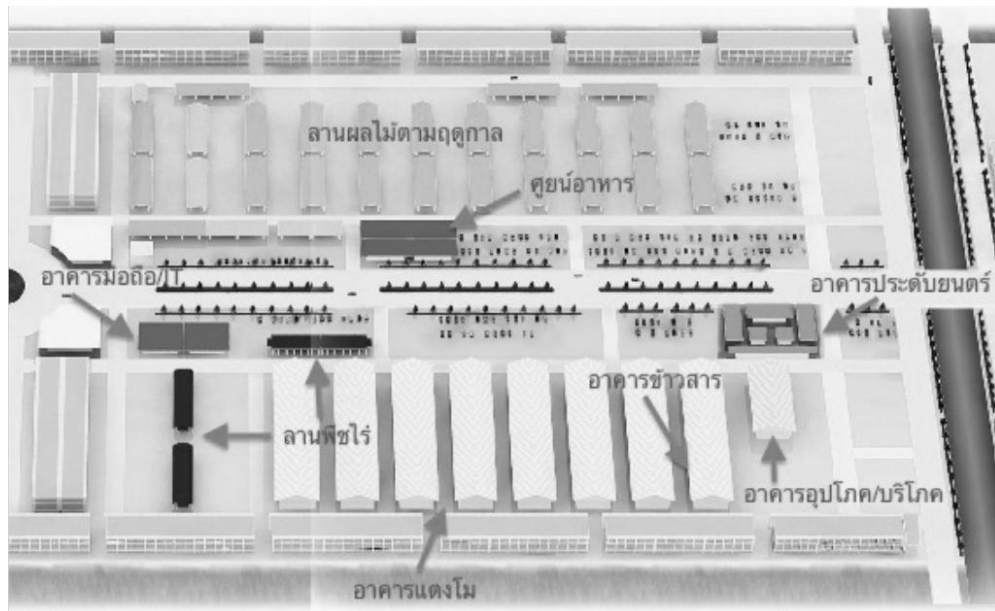 ลานผลไม้ตามฤดูกาล
ศูยน์อาหาร
อาคารมือถือ/IT
อาคารประดับยนตร์
อาคารข้าวสาร
ลานพืชไร่
อาคารอุปโภค/บริโภค
อาคารแตงโม